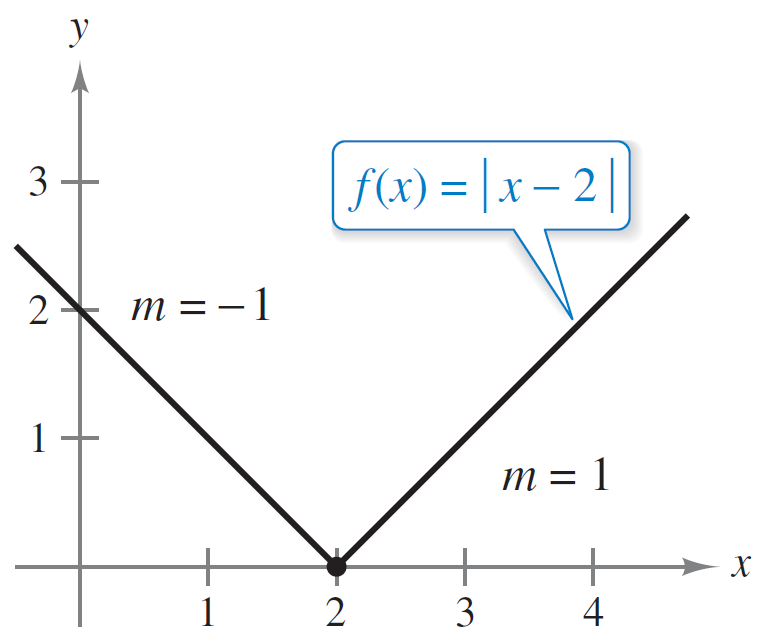 y
3
f(x) = | x − 2 |
2
m = −1
1
m = 1
x
1 2 3 4